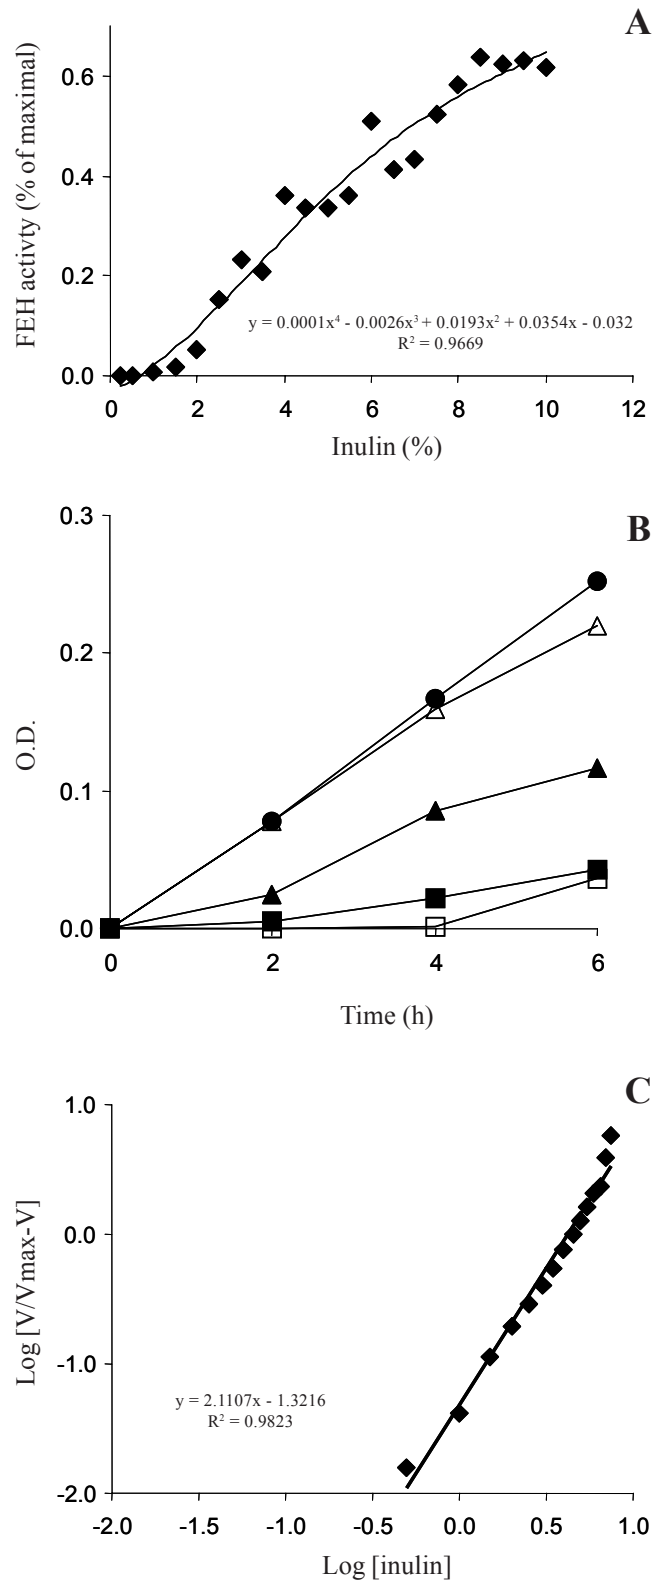 A
FEH activty (% of maximal)
0.6
0.4
0.2
0.0
y = 0.0001x⁴ - 0.0026x³ + 0.0193x² + 0.0354x - 0.032
R² = 0.9669
0 2 4 6 8 10 12
Inulin (%)
B
O.D.
0.3
0.2
0.1
0.0
0 2 4 6
Time (h)
C
Log [V/Vmax-V]
1.0
0.0
-1.0
-2.0
y = 2.1107x - 1.3216
R² = 0.9823
-2.0 -1.5 -1.0 -0.5 0.0 0.5 1.0
Log [inulin]